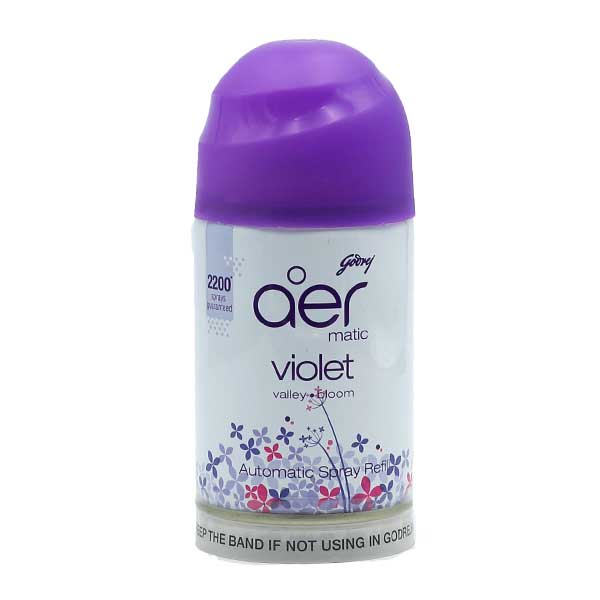 2200*
sprays
guaranteed
Godrej
aer
matic
violet
valley bloom
Automatic Spray Refill
EP THE BAND IF NOT USING IN GODRE